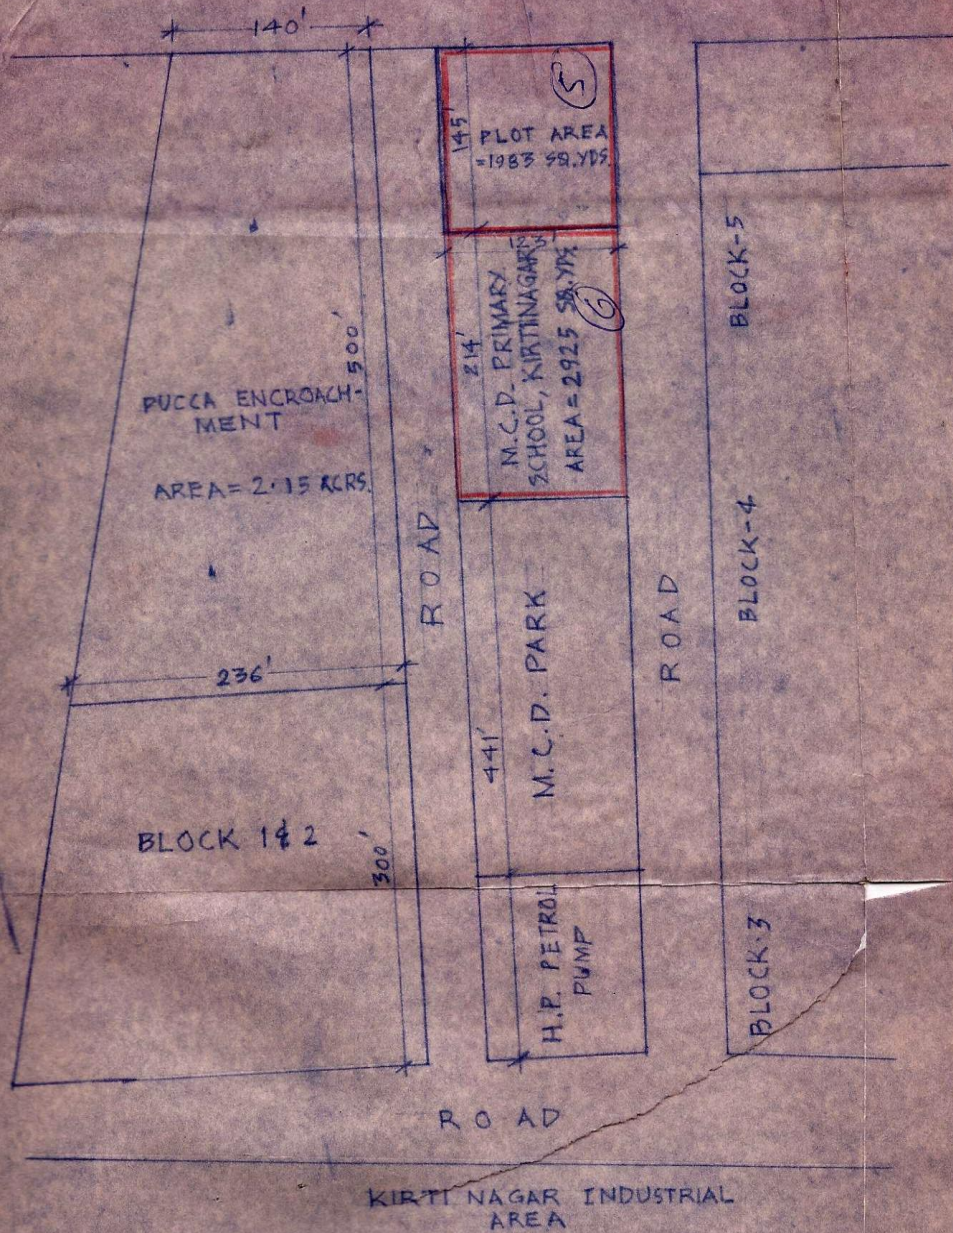 140'
5
145'
PLOT AREA
=1983 SQ.YDS
123'
214'
M.C.D. PRIMARY
SCHOOL, KIRTINAGAR
AREA=2925 SQ.YDS.
6
500'
PUCCA ENCROACH-
MENT
AREA=2.15 ACRS.
236'
ROAD
M.C.D. PARK
441'
ROAD
BLOCK-5
BLOCK-4
BLOCK-3
BLOCK 1 & 2
300'
H.P. PETROL
PUMP
ROAD
KIRTI NAGAR INDUSTRIAL
AREA